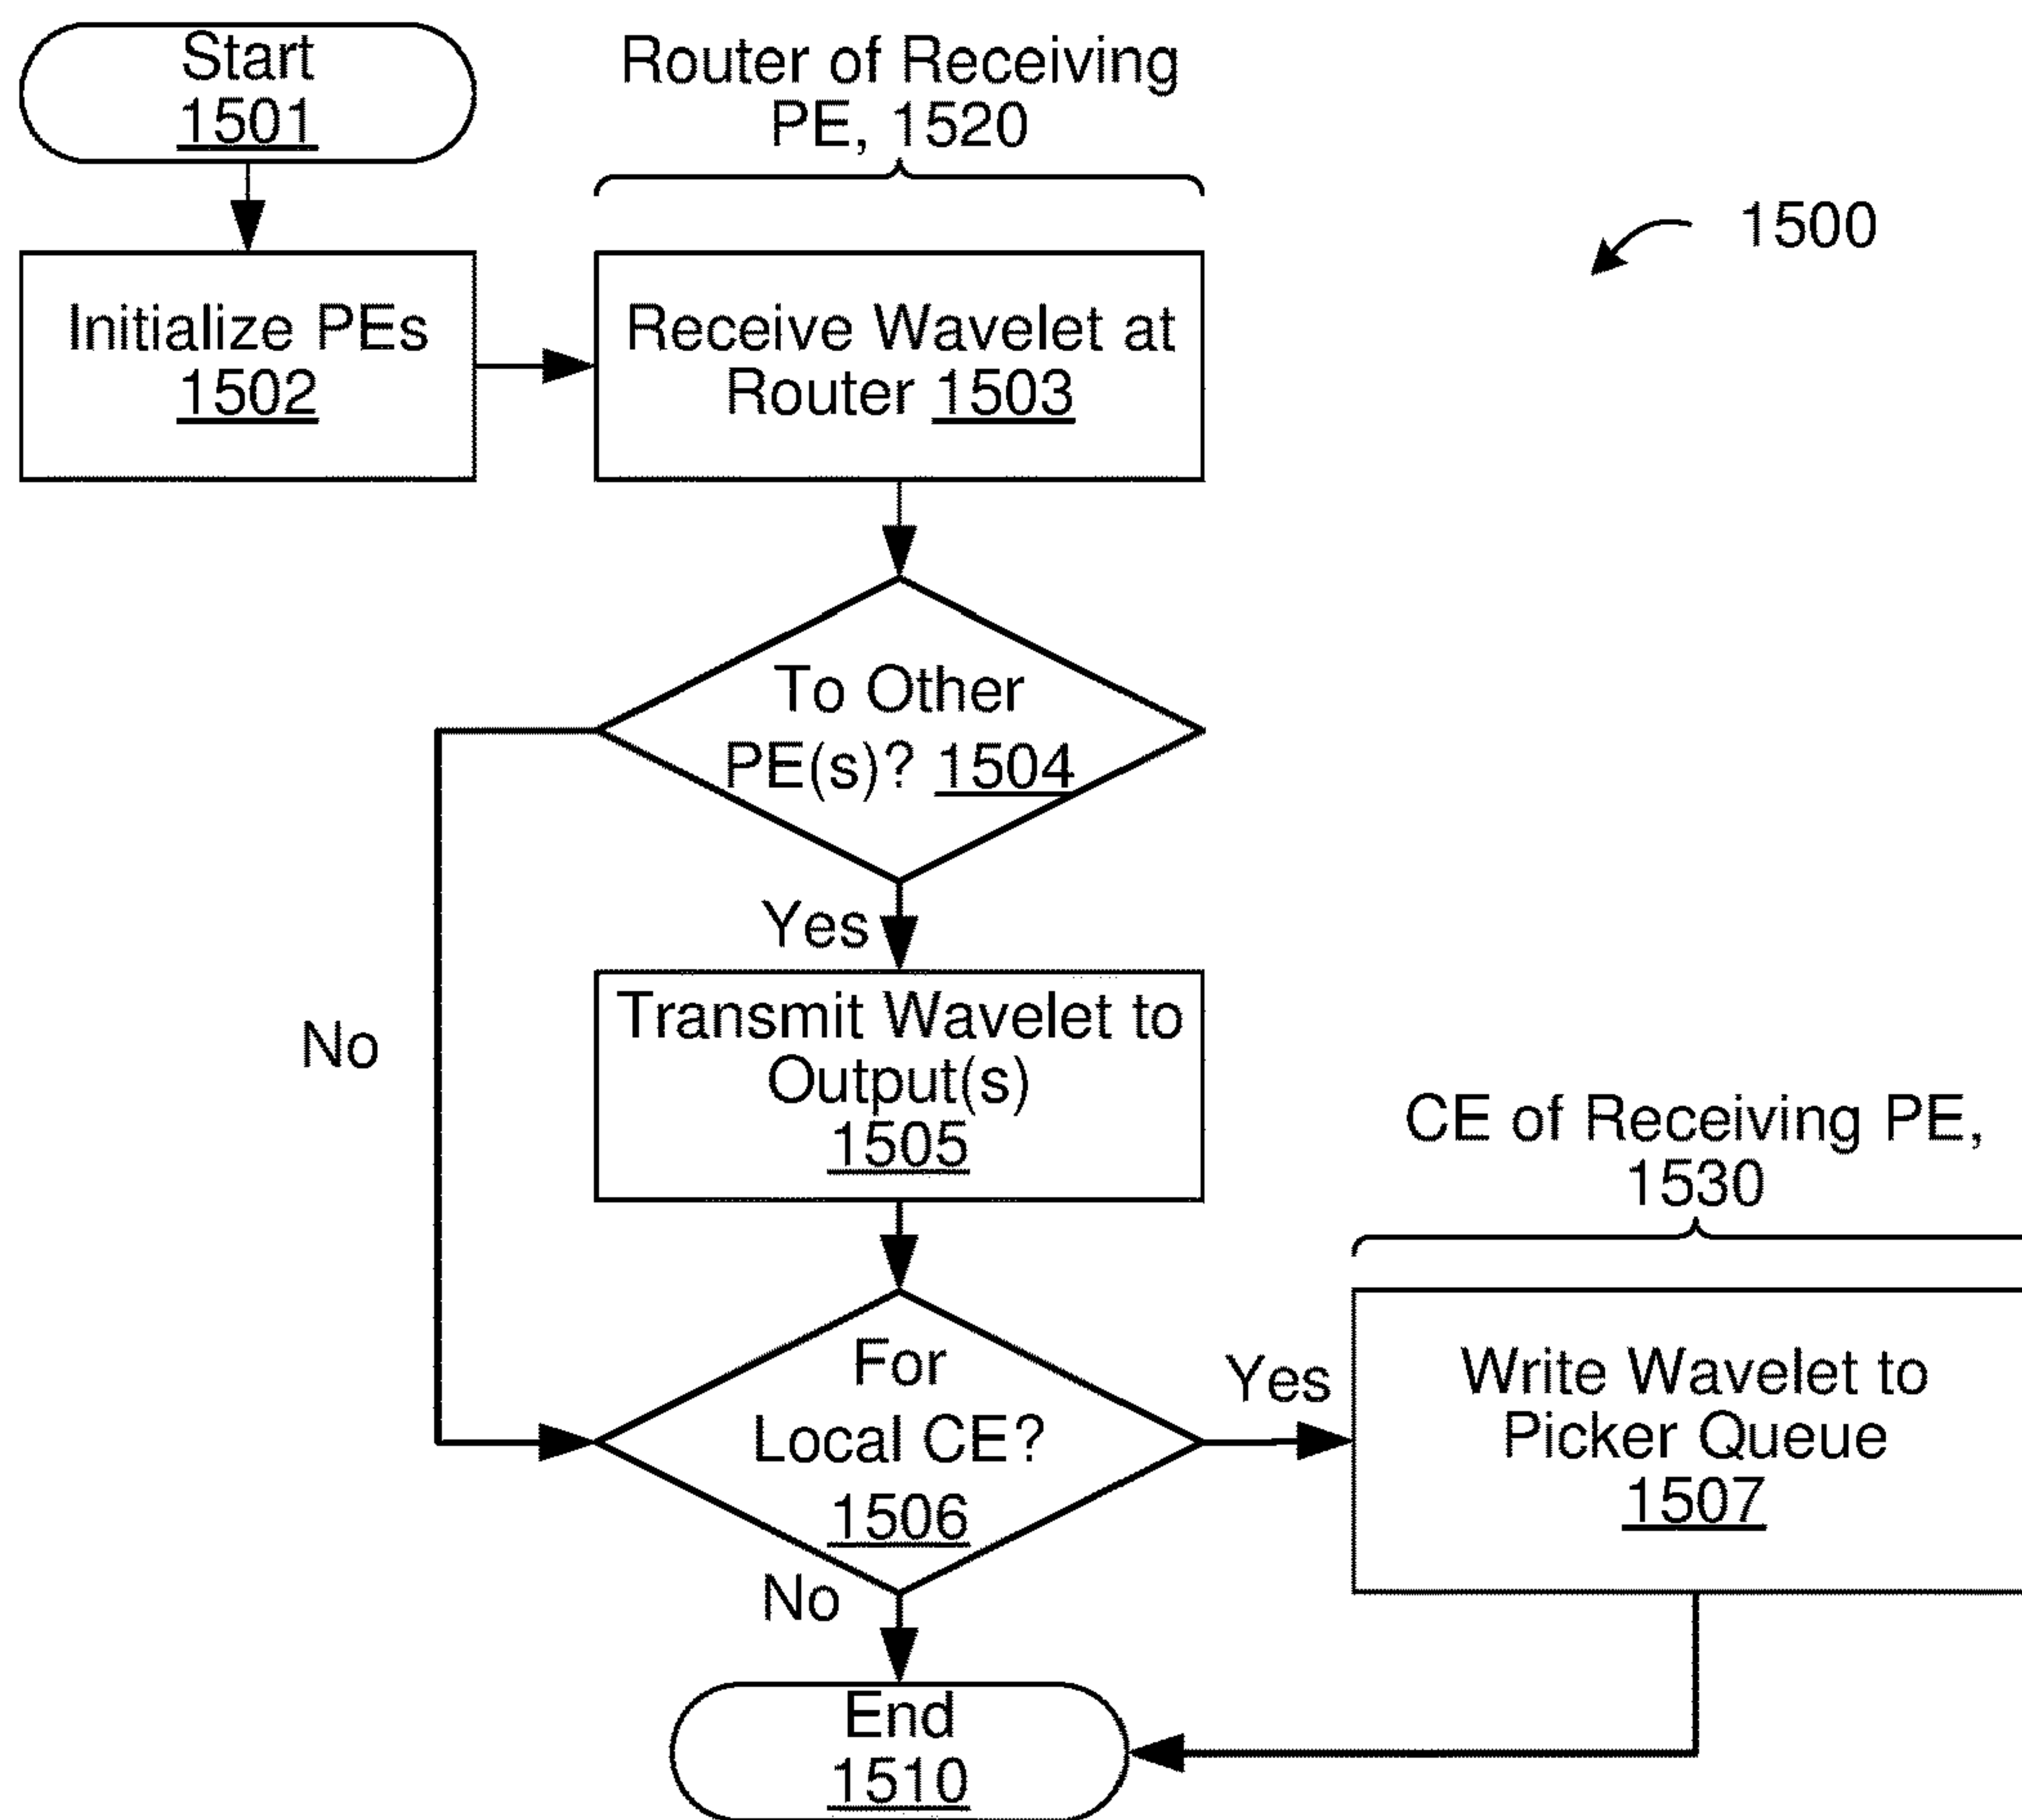 Start
1501
Router of Receiving
PE, 1520
1500
Initialize PEs
1502
Receive Wavelet at
Router 1503
To Other
PE(s)? 1504
Yes
No
Transmit Wavelet to
Output(s)
1505
CE of Receiving PE,
1530
For
Local CE?
1506
Yes
Write Wavelet to
Picker Queue
1507
No
End
1510